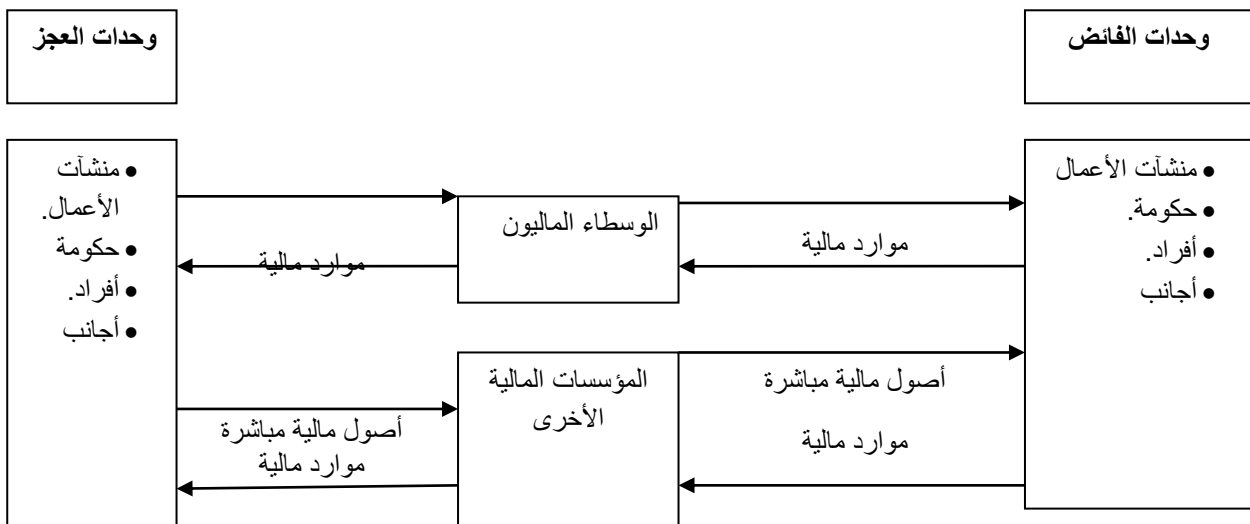 وحدات الفائض
وحدات العجز
• منشآت الأعمال
• حكومة.
• أفراد.
• أجانب
موارد مالية
الوسطاء الماليون
موارد مالية
• منشآت
الأعمال.
• حكومة
• أفراد.
• أجانب
أصول مالية مباشرة
موارد مالية
المؤسسات المالية
الأخرى
أصول مالية مباشرة
موارد مالية